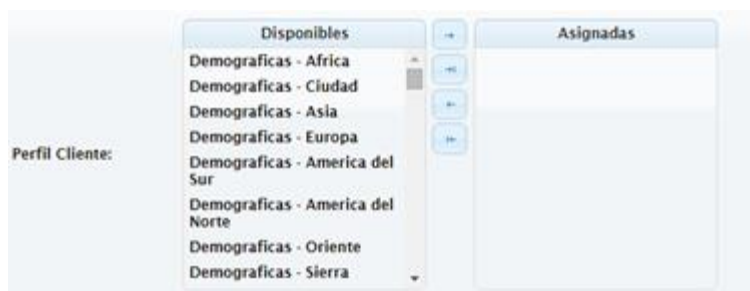 Disponibles
Asignadas
Perfil Cliente:
Demograficas - Africa
Demograficas - Ciudad
Demograficas - Asia
Demograficas - Europa
Demograficas - America del
Sur
Demograficas - America del
Norte
Demograficas - Oriente
Demograficas - Sierra